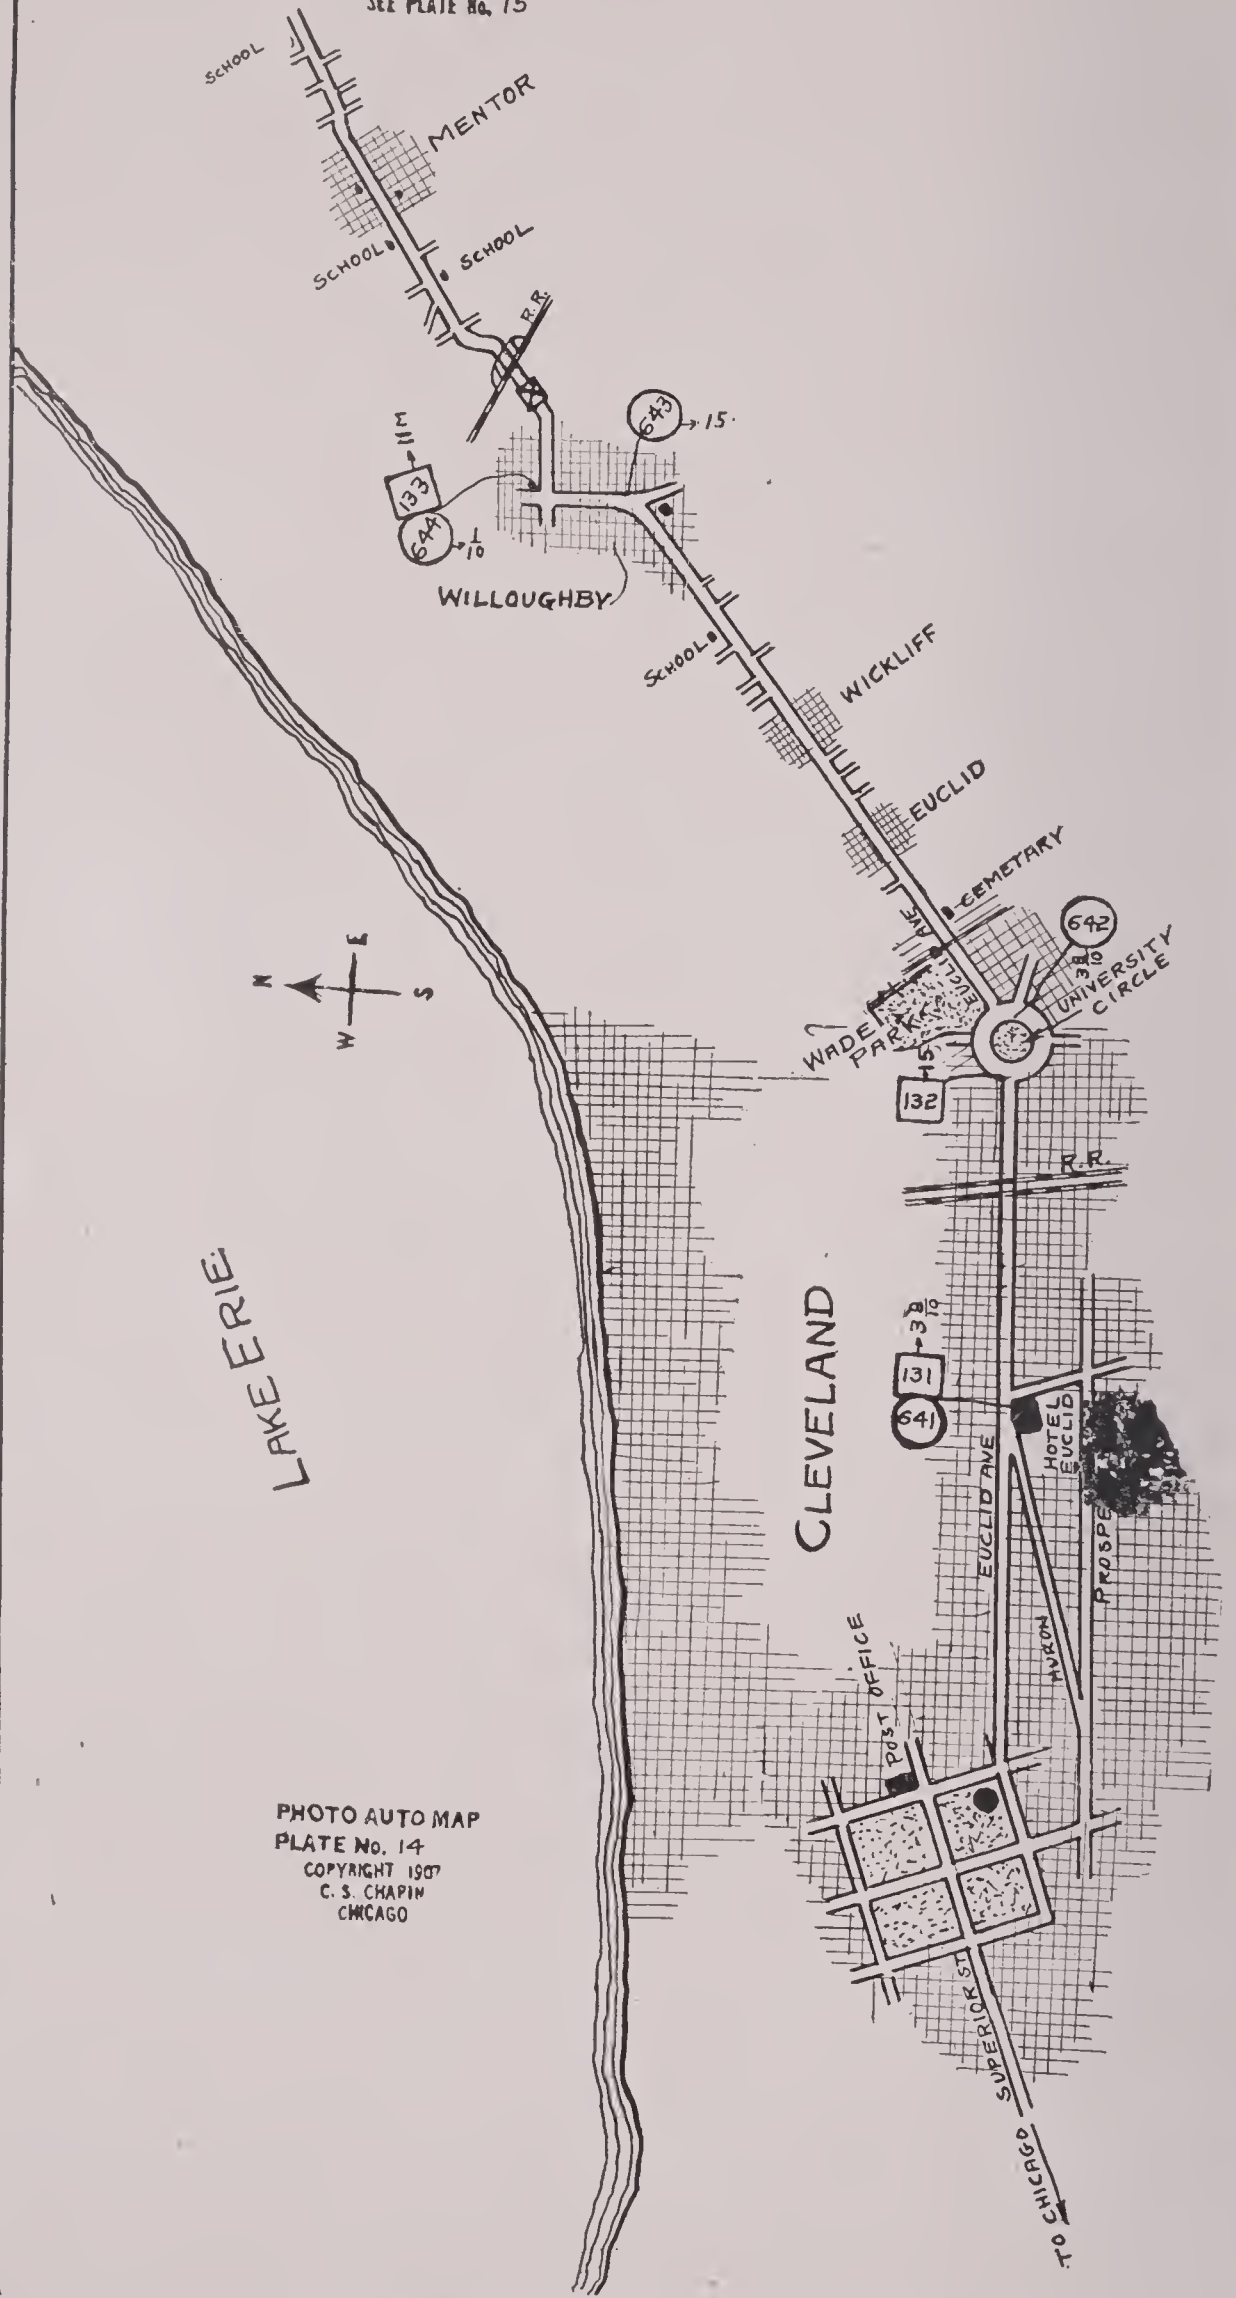 SEE PLATE No. 15
SCHOOL
MENTOR
SCHOOL
SCHOOL
R.R.
643
15.
133
11 3
644
1/10
WILLOUGHBY
SCHOOL
WICKLIFF
EUCLID
CEMETARY
EUCLID AVE
642
3 8/10
UNIVERSITY
CIRCLE
WADE
PARK
15
132
N
E
S
W
R.R.
LAKE ERIE
CLEVELAND
131
3 8/10
641
HOTEL
EUCLID
EUCLID AVE
PROSPE
HURON
POST OFFICE
PHOTO AUTO MAP
PLATE No. 14
COPYRIGHT 1907
C. S. CHAPIN
CHICAGO
SUPERIOR ST
TO CHICAGO